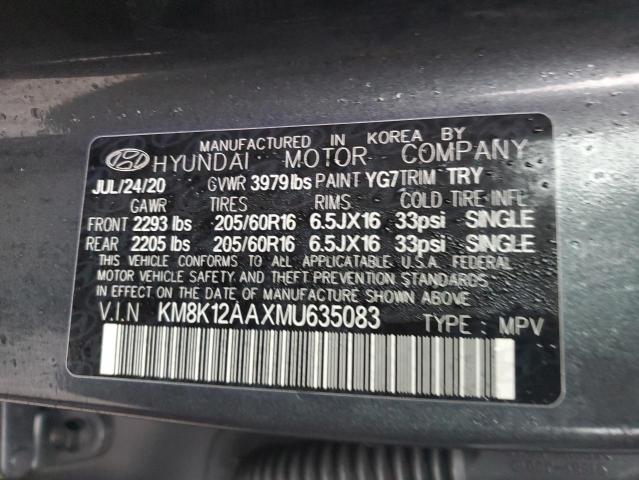 MANUFACTURED IN KOREA BY
HYUNDAI MOTOR COMPANY
JUL/24/20 GVWR 3979lbs PAINT YG7 TRIM TRY
GAWR TIRES RIMS COLD TIRE INFL
FRONT 2293 lbs 205/60R16 6.5JX16 33psi SINGLE
REAR 2205 lbs 205/60R16 6.5JX16 33psi SINGLE
THIS VEHICLE CONFORMS TO ALL APPLICATABLE U.S.A FEDERAL
MOTOR VEHICLE SAFETY AND THEFT PREVENTION STANDARDS
IN EFFECT ON THE DATE OF MANUFACTURE SHOWN ABOVE.
V.I.N KM8K12AAXMU635083 TYPE : MPV